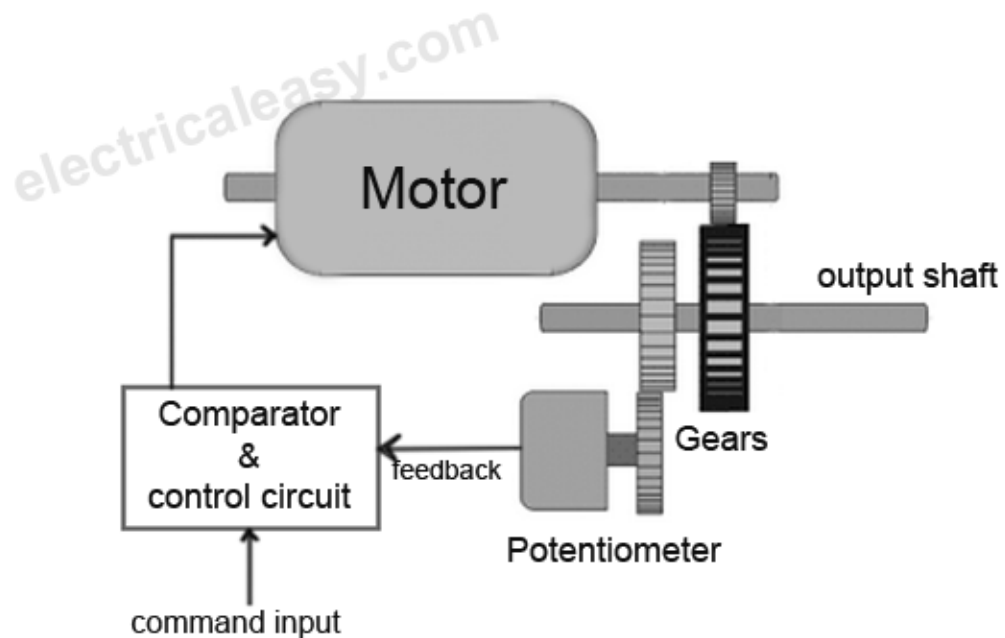 electricaleasy.com
Motor
output shaft
Gears
Comparator
&
control circuit
feedback
Potentiometer
command input